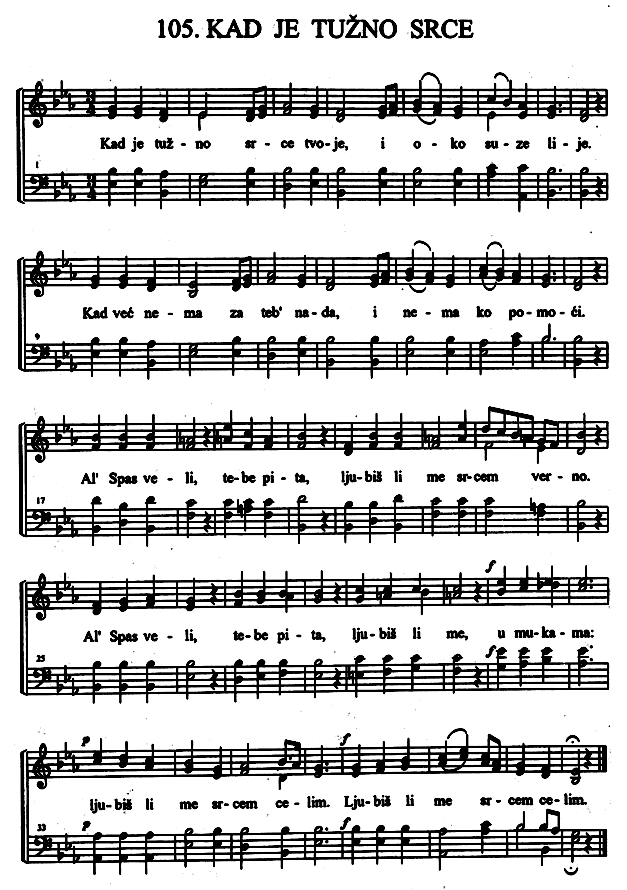 105. KAD JE TUŽNO SRCE
Kad je tuž - no sr - ce tvo - je, i o - ko su - ze li - je.
1
Kad već ne - ma za teb' na - da, i ne - ma ko po - mo - ći.
9
Al' Spas ve - li, te - be pi - ta, lju - biš li me sr - cem ver - no.
17
f
Al' Spas ve - li, te - be pi - ta, lju - biš li me, u mu - ka - ma:
25
f
p f
lju - biš li me sr - cem ce - lim. Lju - biš li me sr - cem ce - lim.
33 p f